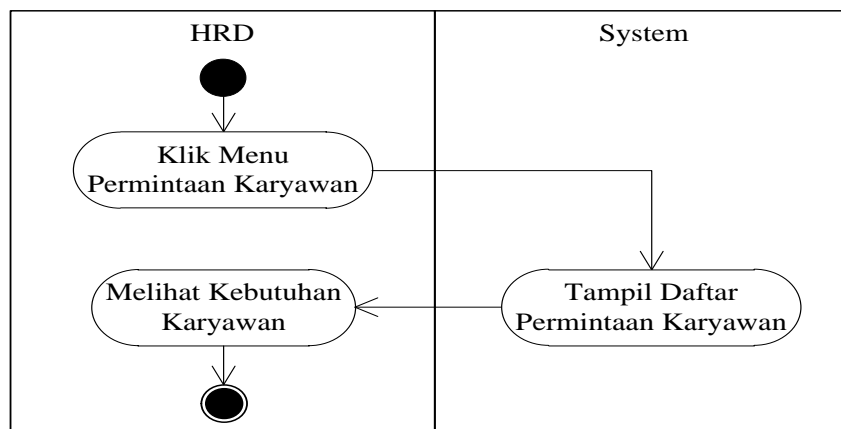 HRD
System
Klik Menu
Permintaan Karyawan
Tampil Daftar
Permintaan Karyawan
Melihat Kebutuhan
Karyawan